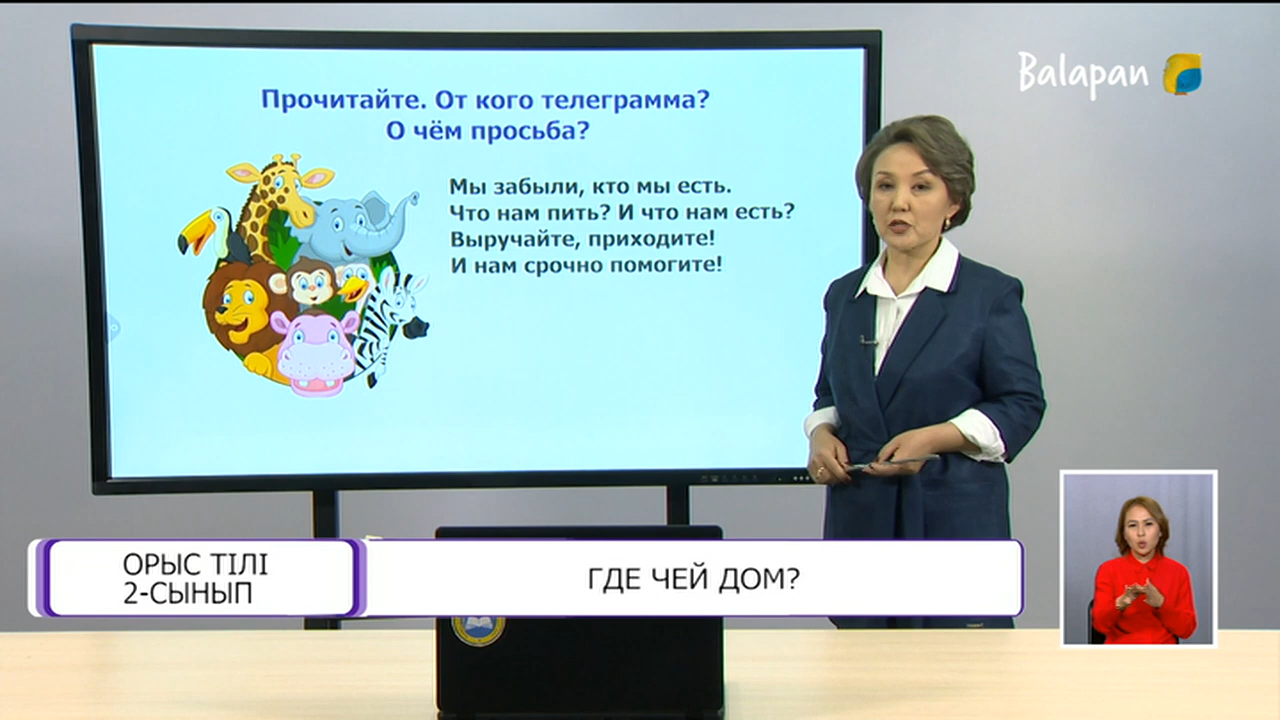 Balapan
Прочитайте. От кого телеграмма?
О чём просьба?
Мы забыли, кто мы есть.
Что нам пить? И что нам есть?
Выручайте, приходите!
И нам срочно помогите!
ОРЫС ТІЛІ
2-СЫНЫП
ГДЕ ЧЕЙ ДОМ?